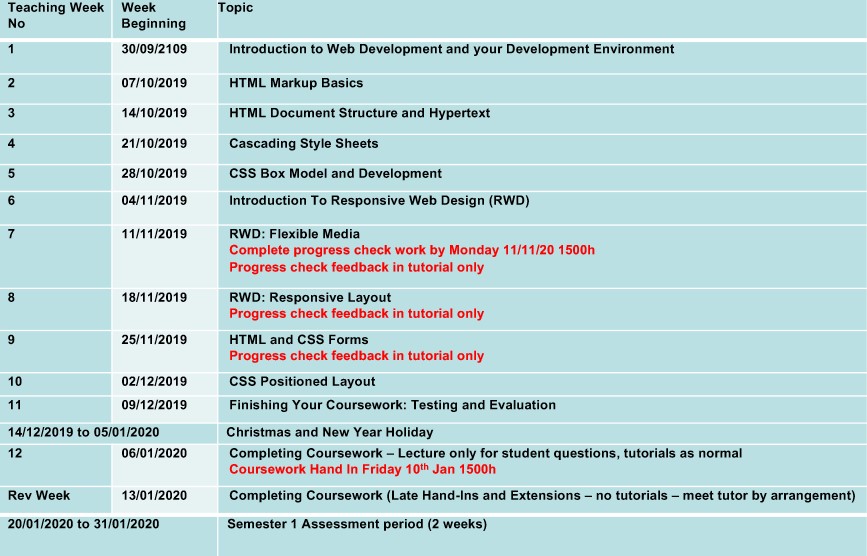 Teaching Week No Week Beginning Topic
1 30/09/2109 Introduction to Web Development and your Development Environment
2 07/10/2019 HTML Markup Basics
3 14/10/2019 HTML Document Structure and Hypertext
4 21/10/2019 Cascading Style Sheets
5 28/10/2019 CSS Box Model and Development
6 04/11/2019 Introduction To Responsive Web Design (RWD)
7 11/11/2019 RWD: Flexible Media
Complete progress check work by Monday 11/11/20 1500h
Progress check feedback in tutorial only
8 18/11/2019 RWD: Responsive Layout
Progress check feedback in tutorial only
9 25/11/2019 HTML and CSS Forms
Progress check feedback in tutorial only
10 02/12/2019 CSS Positioned Layout
11 09/12/2019 Finishing Your Coursework: Testing and Evaluation
14/12/2019 to 05/01/2020 Christmas and New Year Holiday
12 06/01/2020 Completing Coursework – Lecture only for student questions, tutorials as normal
Coursework Hand In Friday 10th Jan 1500h
Rev Week 13/01/2020 Completing Coursework (Late Hand-Ins and Extensions – no tutorials – meet tutor by arrangement)
20/01/2020 to 31/01/2020 Semester 1 Assessment period (2 weeks)